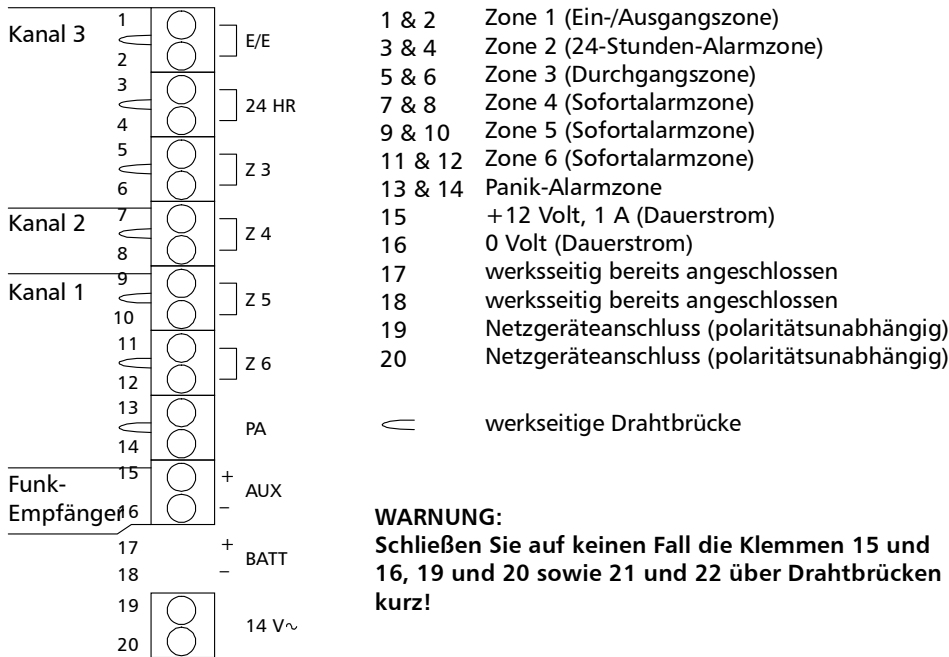 Kanal 3
1
2
E/E
3
4
24 HR
5
6
Z 3
Kanal 2
7
8
Z 4
Kanal 1
9
10
Z 5
11
12
Z 6
13
14
PA
Funk-
Empfänger
15
16
+
AUX
–
17
18
+
BATT
–
19
20
14 V~
1 & 2 Zone 1 (Ein-/Ausgangszone)
3 & 4 Zone 2 (24-Stunden-Alarmzone)
5 & 6 Zone 3 (Durchgangszone)
7 & 8 Zone 4 (Sofortalarmzone)
9 & 10 Zone 5 (Sofortalarmzone)
11 & 12 Zone 6 (Sofortalarmzone)
13 & 14 Panik-Alarmzone
15 +12 Volt, 1 A (Dauerstrom)
16 0 Volt (Dauerstrom)
17 werksseitig bereits angeschlossen
18 werksseitig bereits angeschlossen
19 Netzgeräteanschluss (polaritätsunabhängig)
20 Netzgeräteanschluss (polaritätsunabhängig)
werkseitige Drahtbrücke
WARNUNG:
Schließen Sie auf keinen Fall die Klemmen 15 und
16, 19 und 20 sowie 21 und 22 über Drahtbrücken
kurz!